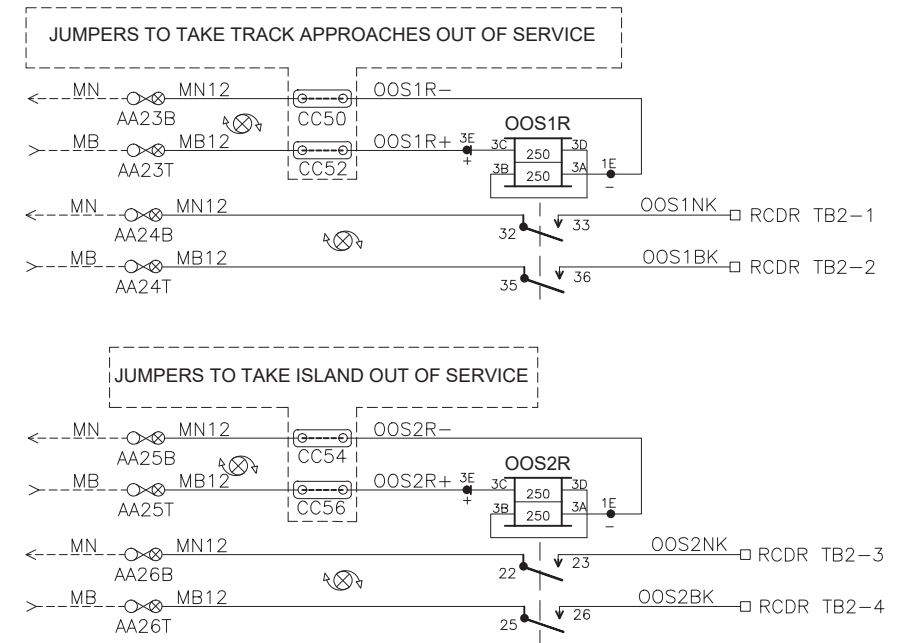 JUMPERS TO TAKE TRACK APPROACHES OUT OF SERVICE
MN MN12 OOS1R−
AA23B CC50
OOS1R
MB MB12 OOS1R+ 3E 3C 250 3D
+ 3B 250 3A 1E −
AA23T CC52
MN MN12 OOS1NK
32 33 RCDR TB2−1
AA24B
MB MB12 OOS1BK
35 36 RCDR TB2−2
AA24T
JUMPERS TO TAKE ISLAND OUT OF SERVICE
MN MN12 OOS2R−
AA25B CC54
OOS2R
MB MB12 OOS2R+ 3E 3C 250 3D
+ 3B 250 3A 1E −
AA25T CC56
MN MN12 OOS2NK
22 23 RCDR TB2−3
AA26B
MB MB12 OOS2BK
25 26 RCDR TB2−4
AA26T